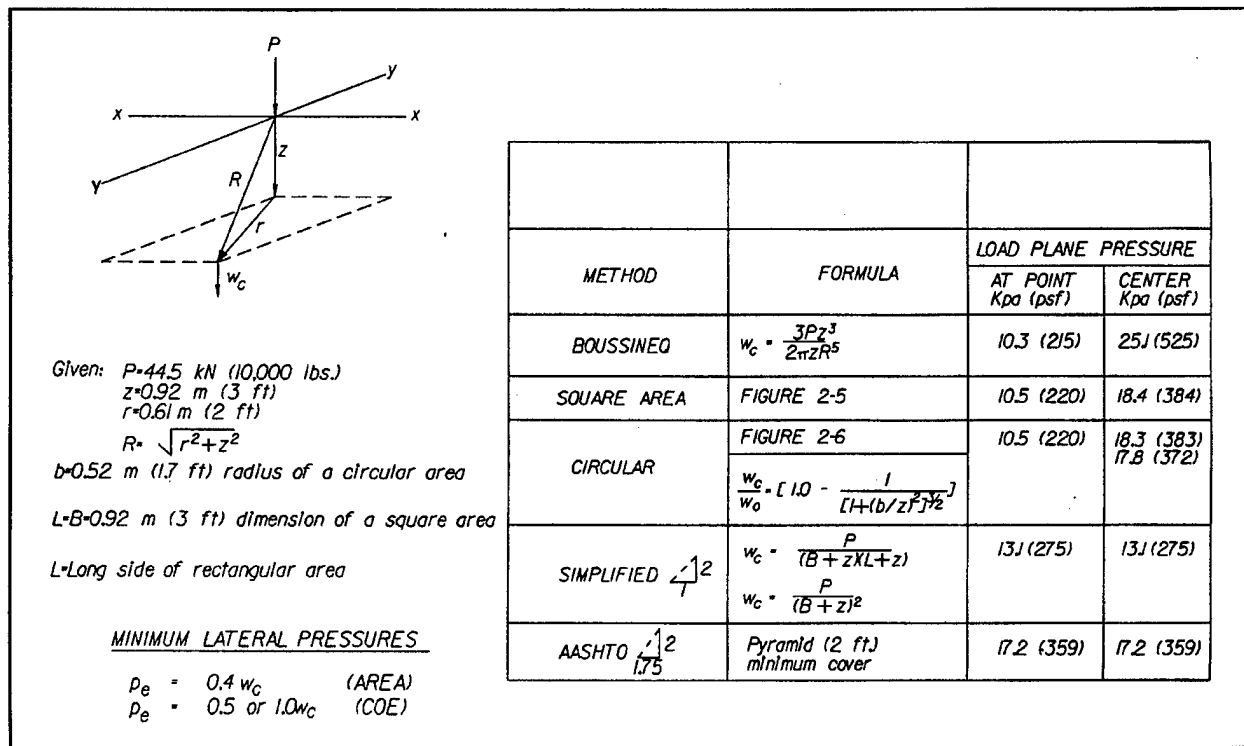 P
y
x
x
z
R
y
r
w_c
Given: P=44.5 kN (10,000 lbs.)
z=0.92 m (3 ft)
r=0.61 m (2 ft)
R= √r²+z²
b=0.52 m (1.7 ft) radius of a circular area
L=B=0.92 m (3 ft) dimension of a square area
L=Long side of rectangular area
MINIMUM LATERAL PRESSURES
p_e = 0.4 w_c (AREA)
p_e = 0.5 or 1.0w_c (COE)
METHOD FORMULA LOAD PLANE PRESSURE
AT POINT Kpa (psf) CENTER Kpa (psf)
BOUSSINEQ w_c = 3Pz³ / 2πzR⁵ 10.3 (215) 25.1 (525)
SQUARE AREA FIGURE 2-5 10.5 (220) 18.4 (384)
CIRCULAR FIGURE 2-6 10.5 (220) 18.3 (383)
17.8 (372)
w_c / w_o = [ 1.0 - 1 / [1+(b/z)²]^3/2 ]
SIMPLIFIED 2 1 w_c = P / (B + z)(L + z) 13.1 (275) 13.1 (275)
w_c = P / (B + z)²
AASHTO 2 1.75 Pyramid (2 ft.) minimum cover 17.2 (359) 17.2 (359)